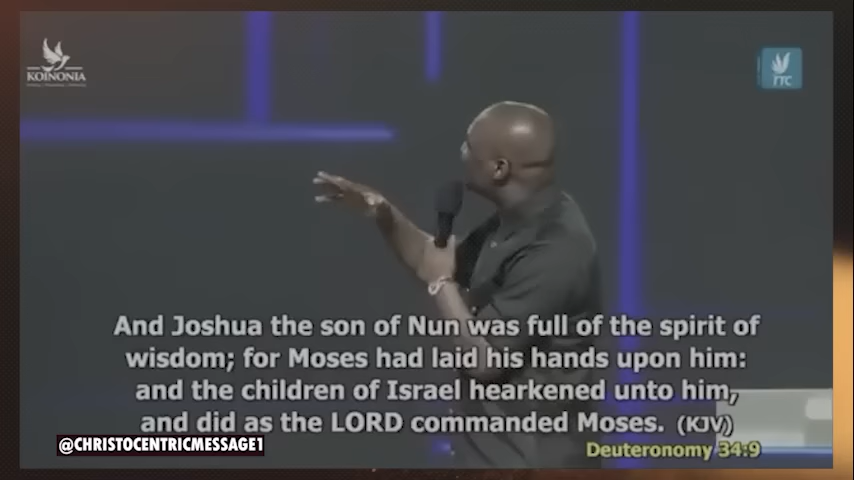 KOINONIA
TTC
And Joshua the son of Nun was full of the spirit of
wisdom; for Moses had laid his hands upon him:
and the children of Israel hearkened unto him,
and did as the LORD commanded Moses. (KJV)
@CHRISTOCENTRICMESSAGE1
Deuteronomy 34:9